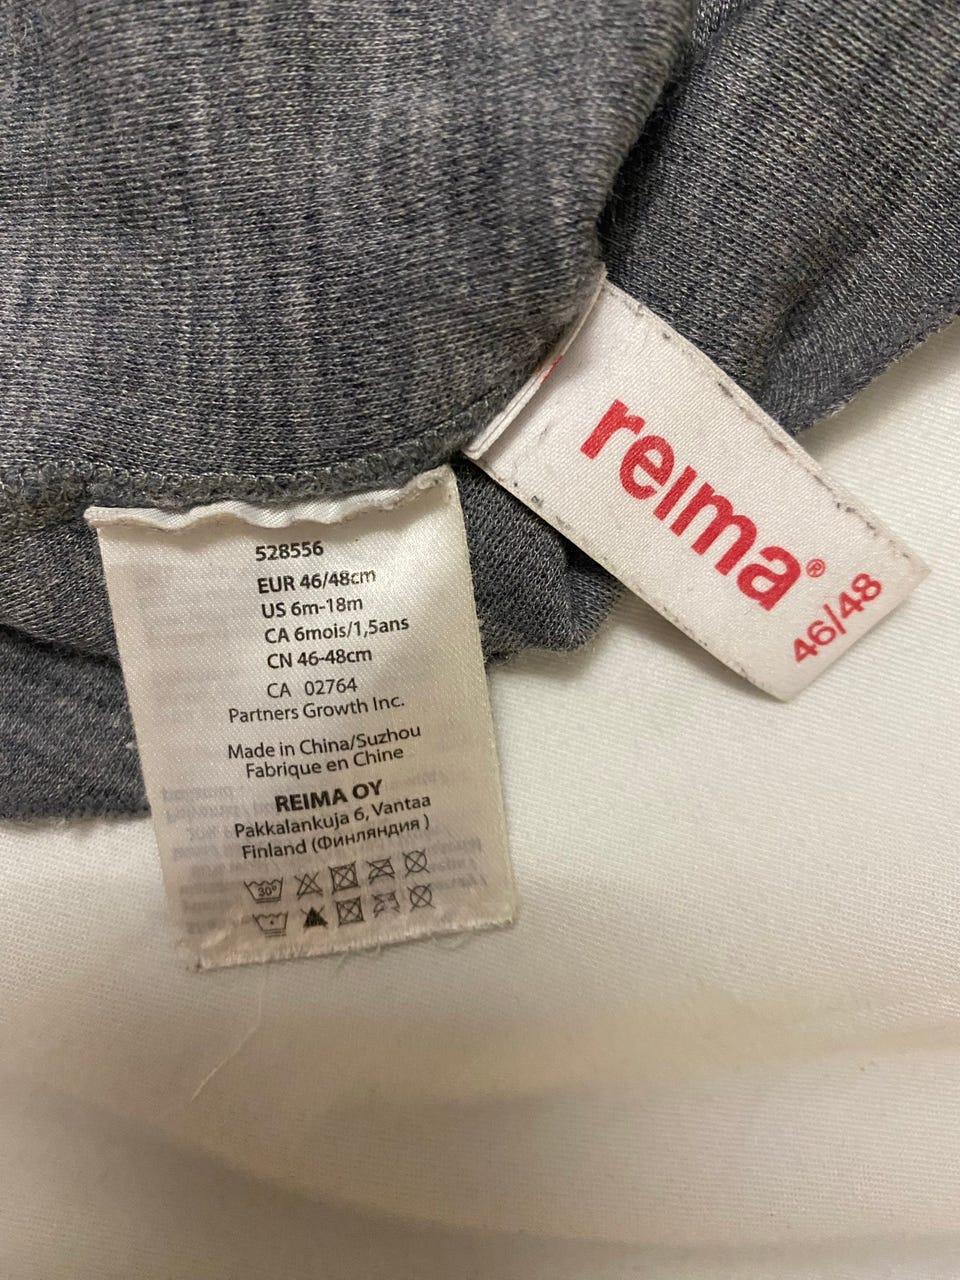 528556
EUR 46/48cm
US 6m-18m
CA 6mois/1,5ans
CN 46-48cm
CA 02764
Partners Growth Inc.
Made in China/Suzhou
Fabrique en Chine
REIMA OY
Pakkalankuja 6, Vantaa
Finland (Финляндия )
30°
reima®
46/48